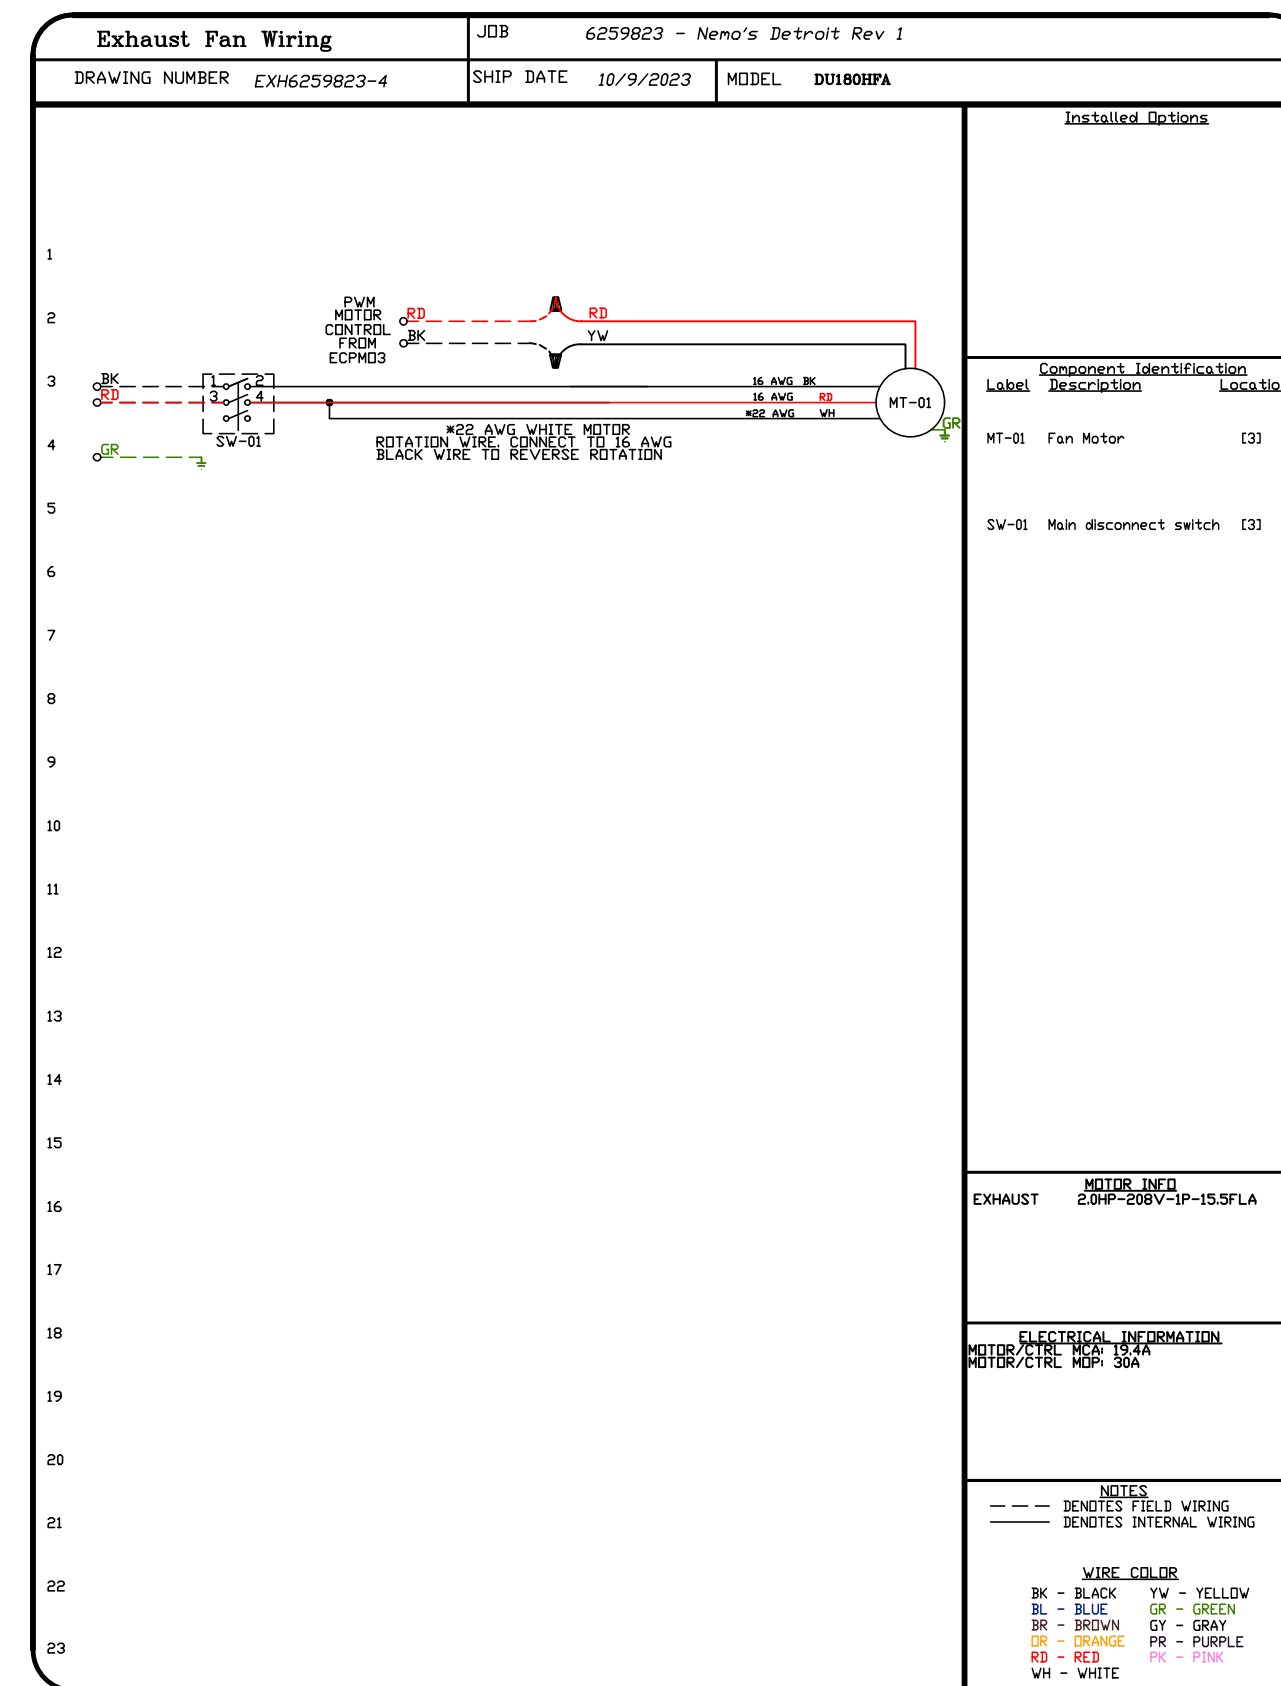 Exhaust Fan Wiring
JOB 6259823 - Nemo's Detroit Rev 1
DRAWING NUMBER EXH6259823-4
SHIP DATE 10/9/2023
MODEL DU180HFA
Installed Options
1
2
3
4
5
6
7
8
9
10
11
12
13
14
15
16
17
18
19
20
21
22
23
PWM
MOTOR
CONTROL
FROM
ECPM03
RD
BK
RD
YW
BK
RD
1 2
3 4
SW-01
GR
16 AWG BK
16 AWG RD
*22 AWG WH
MT-01
GR
*22 AWG WHITE MOTOR
ROTATION WIRE. CONNECT TO 16 AWG
BLACK WIRE TO REVERSE ROTATION
Component Identification
Label Description Locatio
MT-01 Fan Motor [3]
SW-01 Main disconnect switch [3]
MOTOR INFO
EXHAUST 2.0HP-208V-1P-15.5FLA
ELECTRICAL INFORMATION
MOTOR/CTRL MCA: 19.4A
MOTOR/CTRL MOP: 30A
NOTES
DENOTES FIELD WIRING
DENOTES INTERNAL WIRING
WIRE COLOR
BK - BLACK YW - YELLOW
BL - BLUE GR - GREEN
BR - BROWN GY - GRAY
OR - ORANGE PR - PURPLE
RD - RED PK - PINK
WH - WHITE